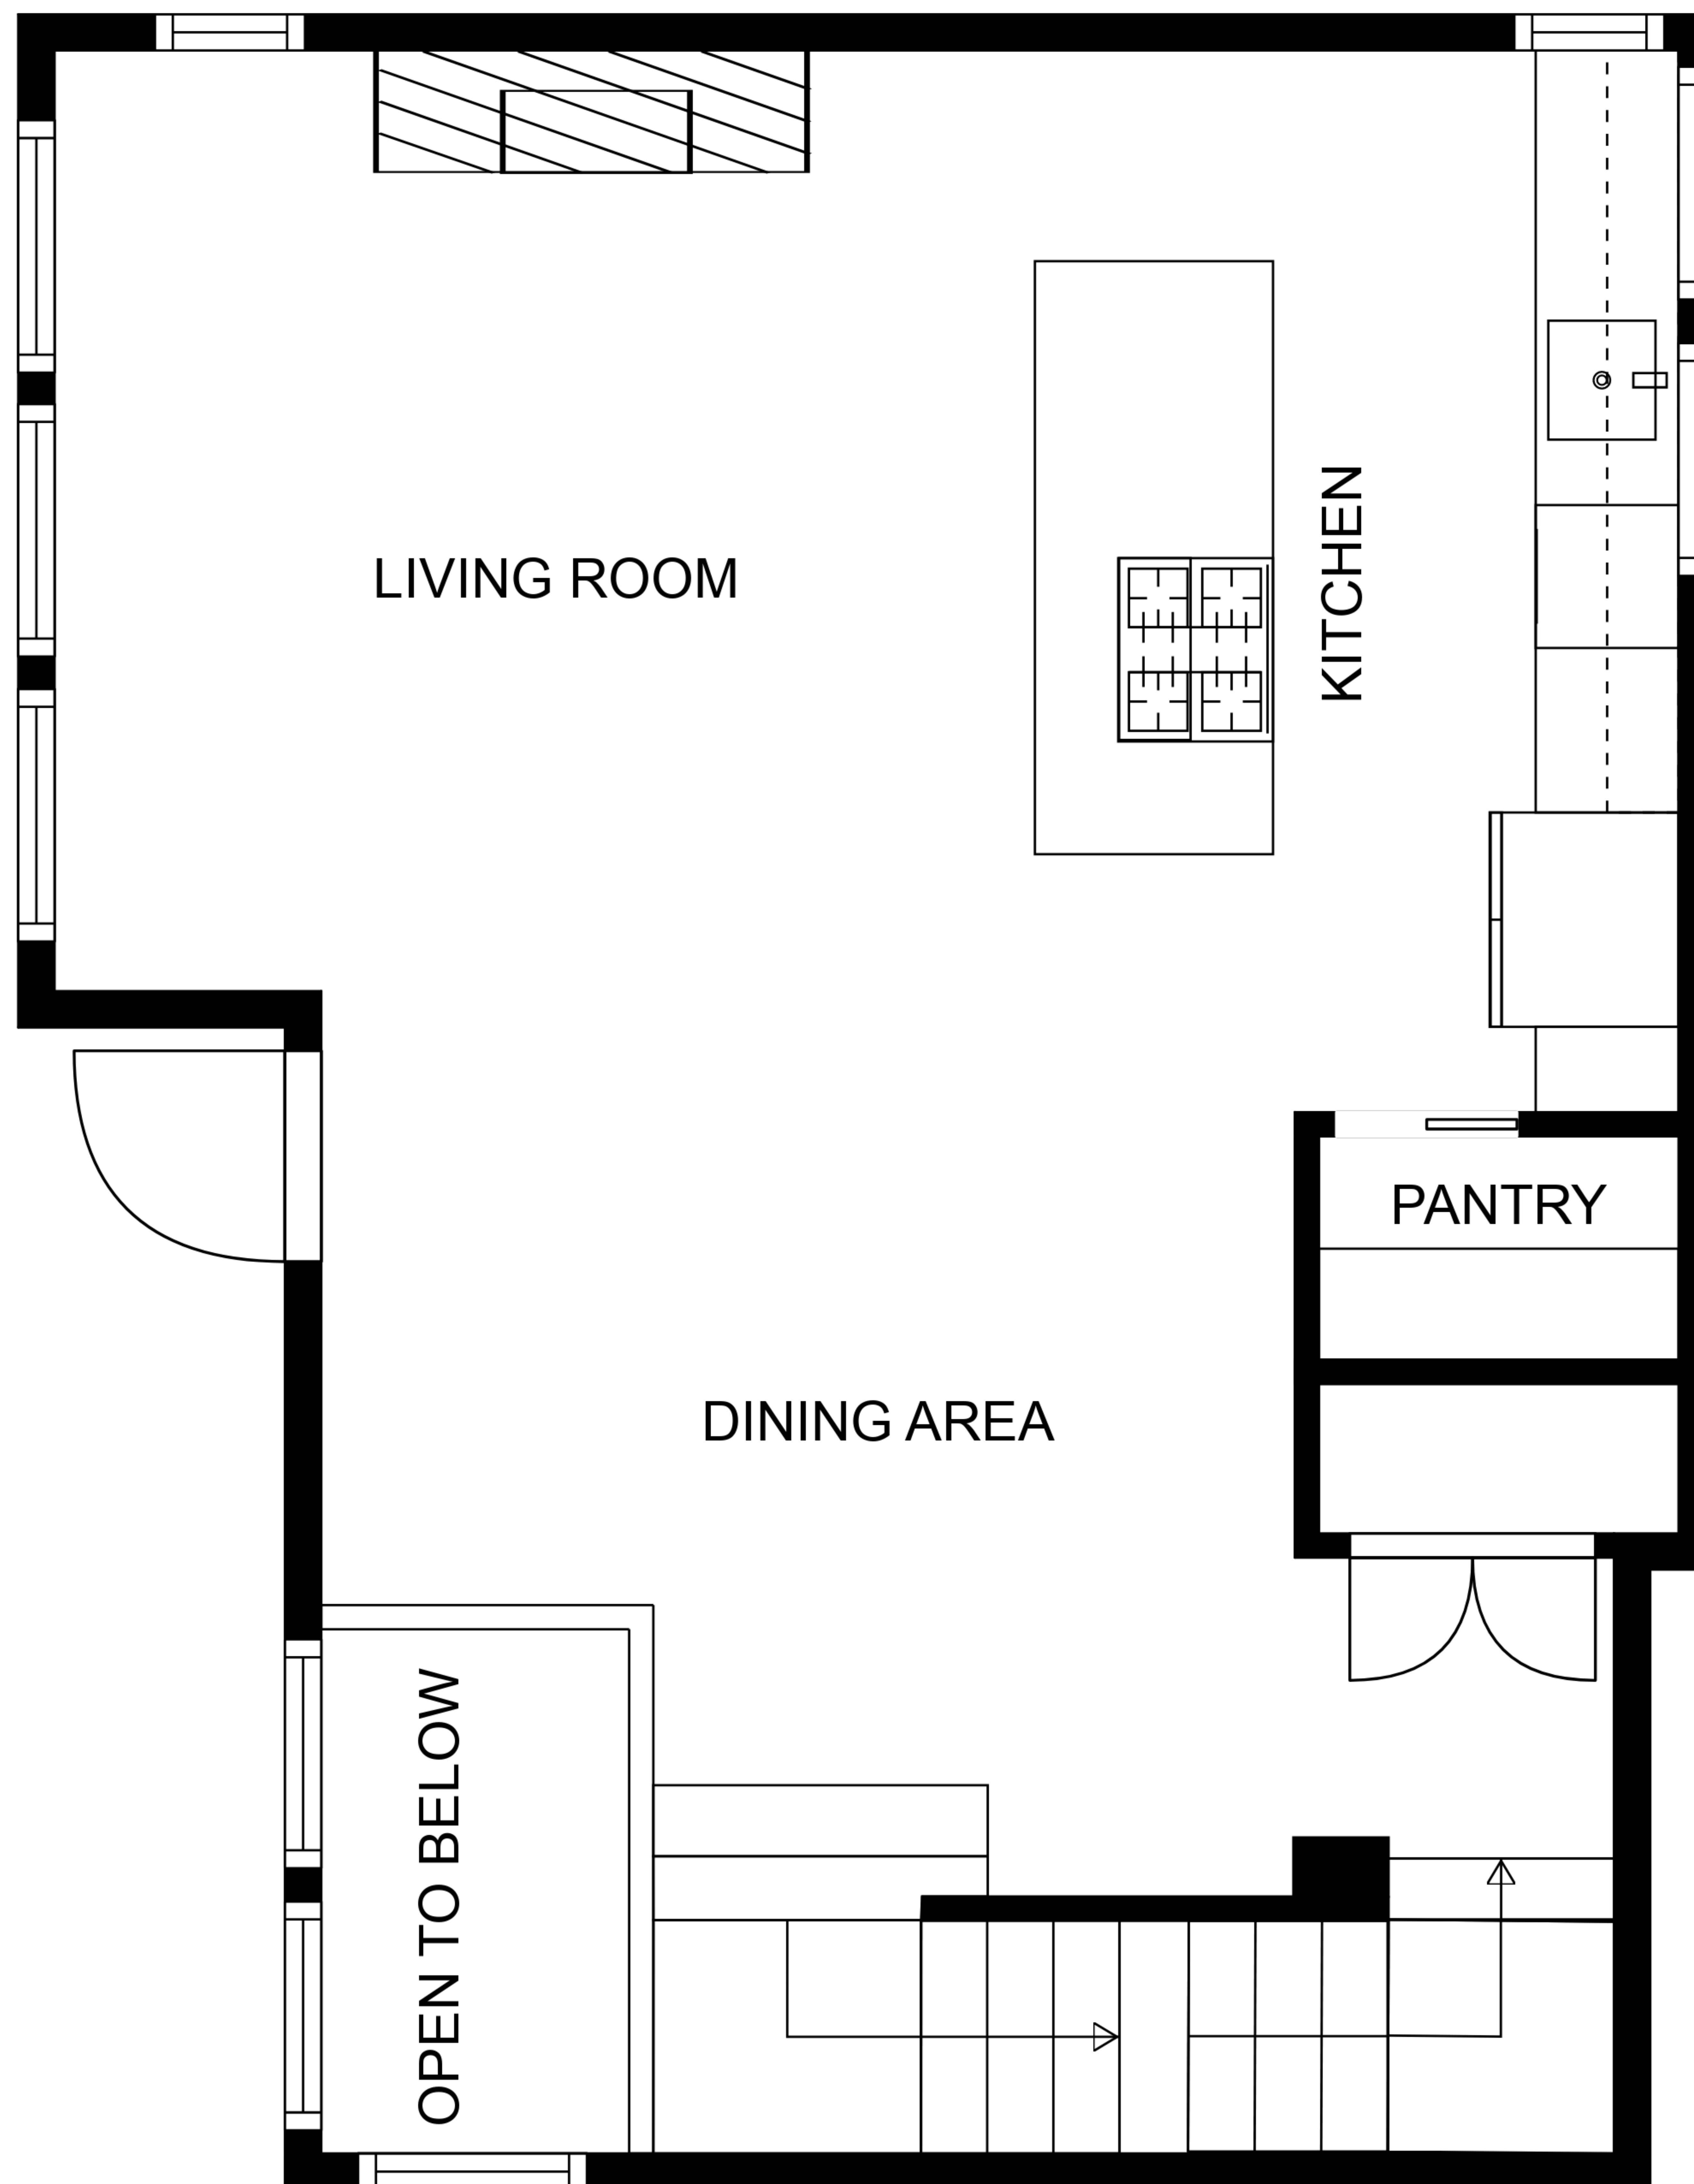 LIVING ROOM
KITCHEN
PANTRY
DINING AREA
OPEN TO BELOW